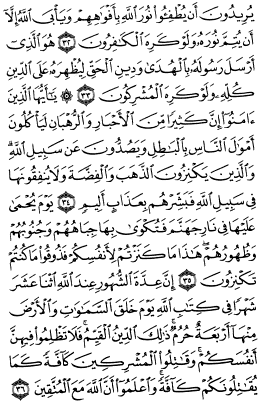 يُرِيدُونَ أَن يُطْفِـُٔوا۟ نُورَ ٱللَّهِ بِأَفْوَٰهِهِمْ وَيَأْبَى ٱللَّهُ إِلَّآ
أَن يُتِمَّ نُورَهُۥ وَلَوْ كَرِهَ ٱلْكَٰفِرُونَ ٣٢ هُوَ ٱلَّذِىٓ
أَرْسَلَ رَسُولَهُۥ بِٱلْهُدَىٰ وَدِينِ ٱلْحَقِّ لِيُظْهِرَهُۥ عَلَى ٱلدِّينِ
كُلِّهِۦ وَلَوْ كَرِهَ ٱلْمُشْرِكُونَ ٣٣ ۞ يَٰٓأَيُّهَا ٱلَّذِينَ
ءَامَنُوٓا۟ إِنَّ كَثِيرًا مِّنَ ٱلْأَحْبَارِ وَٱلرُّهْبَانِ لَيَأْكُلُونَ
أَمْوَٰلَ ٱلنَّاسِ بِٱلْبَٰطِلِ وَيَصُدُّونَ عَن سَبِيلِ ٱللَّهِ ۗ
وَٱلَّذِينَ يَكْنِزُونَ ٱلذَّهَبَ وَٱلْفِضَّةَ وَلَا يُنفِقُونَهَا
فِى سَبِيلِ ٱللَّهِ فَبَشِّرْهُم بِعَذَابٍ أَلِيمٍ ٣٤ يَوْمَ يُحْمَىٰ
عَلَيْهَا فِى نَارِ جَهَنَّمَ فَتُكْوَىٰ بِهَا جِبَاهُهُمْ وَجُنُوبُهُمْ
وَظُهُورُهُمْ ۖ هَٰذَا مَا كَنَزْتُمْ لِأَنفُسِكُمْ فَذُوقُوا۟ مَا كُنتُمْ
تَكْنِزُونَ ٣٥ إِنَّ عِدَّةَ ٱلشُّهُورِ عِندَ ٱللَّهِ ٱثْنَا عَشَرَ
شَهْرًا فِى كِتَٰبِ ٱللَّهِ يَوْمَ خَلَقَ ٱلسَّمَٰوَٰتِ وَٱلْأَرْضَ
مِنْهَآ أَرْبَعَةٌ حُرُمٌ ۚ ذَٰلِكَ ٱلدِّينُ ٱلْقَيِّمُ ۚ فَلَا تَظْلِمُوا۟ فِيهِنَّ
أَنفُسَكُمْ ۚ وَقَٰتِلُوا۟ ٱلْمُشْرِكِينَ كَآفَّةً كَمَا
يُقَٰتِلُونَكُمْ كَآفَّةً ۚ وَٱعْلَمُوٓا۟ أَنَّ ٱللَّهَ مَعَ ٱلْمُتَّقِينَ ٣٦